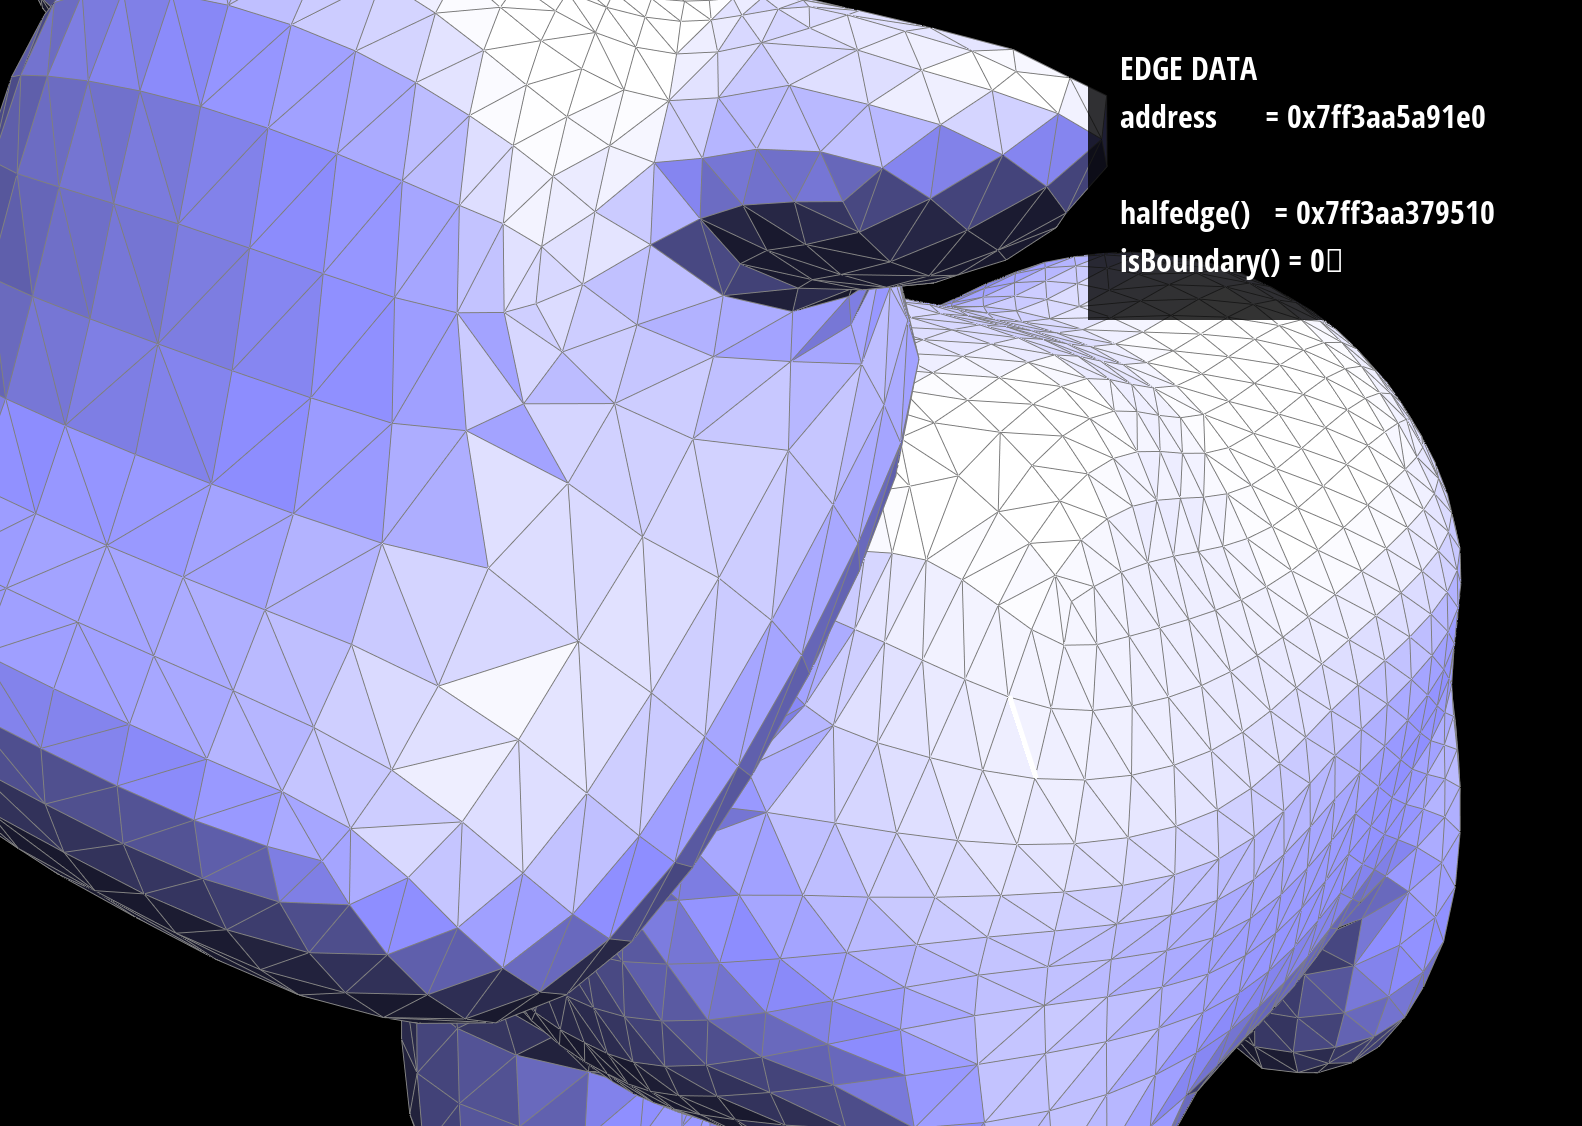 EDGE DATA
address = 0x7ff3aa5a91e0
halfedge() = 0x7ff3aa379510
isBoundary() = 0